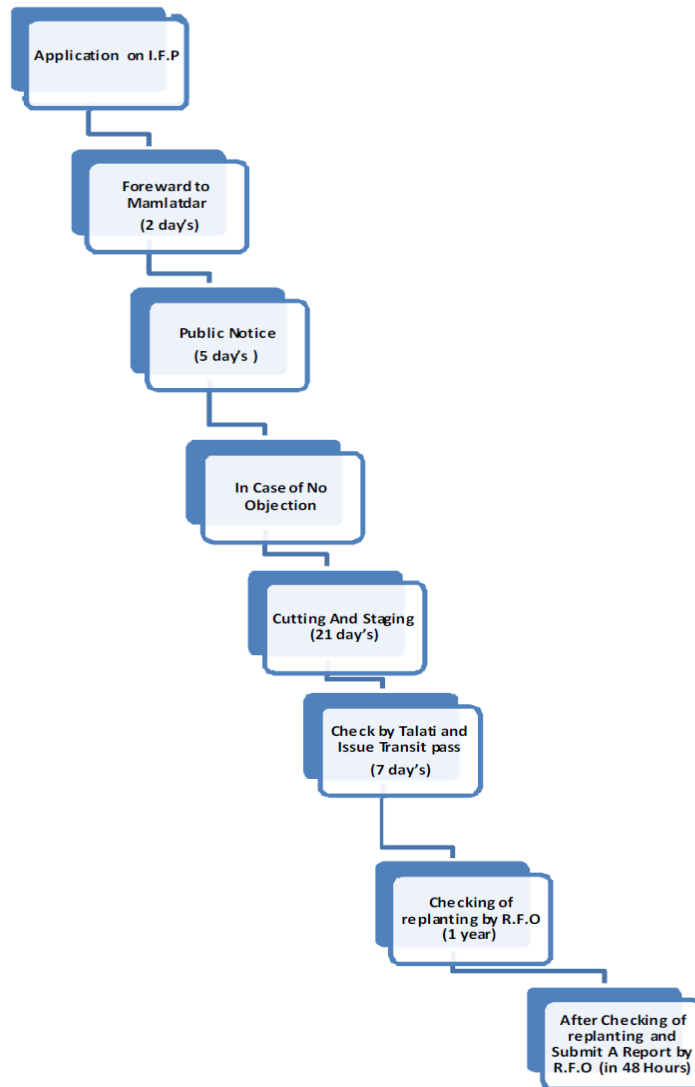 Application on I.F.P
Foreward to
Mamlatdar
(2 day's)
Public Notice
(5 day's )
In Case of No
Objection
Cutting And Staging
(21 day's)
Check by Talati and
Issue Transit pass
(7 day's)
Checking of
replanting by R.F.O
(1 year)
After Checking of
replanting and
Submit A Report by
R.F.O (in 48 Hours)